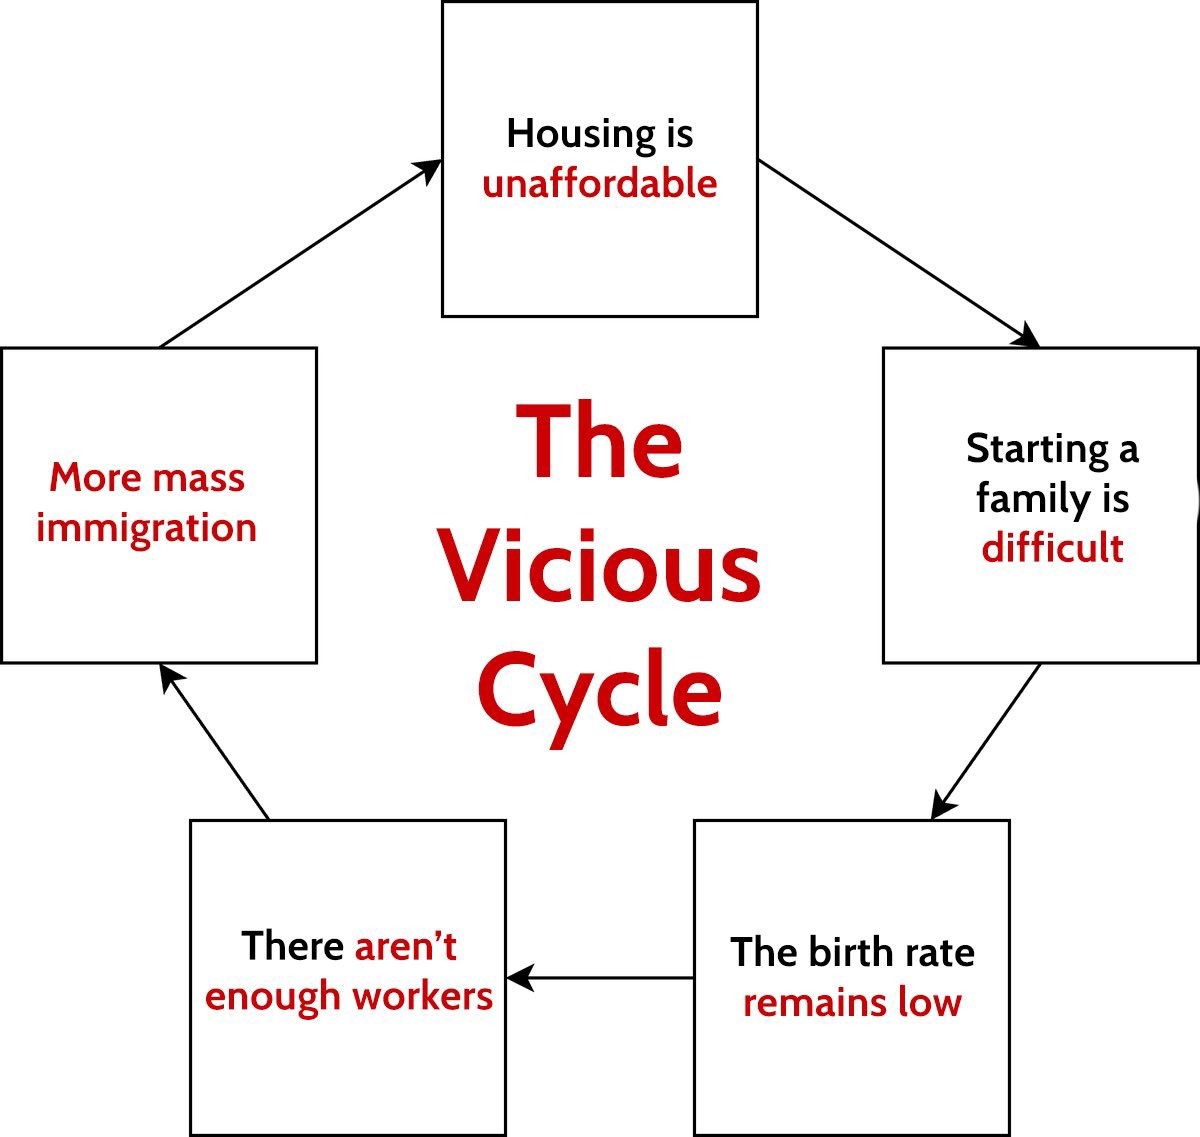 Housing is
unaffordable
Starting a
family is
difficult
The birth rate
remains low
There aren’t
enough workers
More mass
immigration
The
Vicious
Cycle